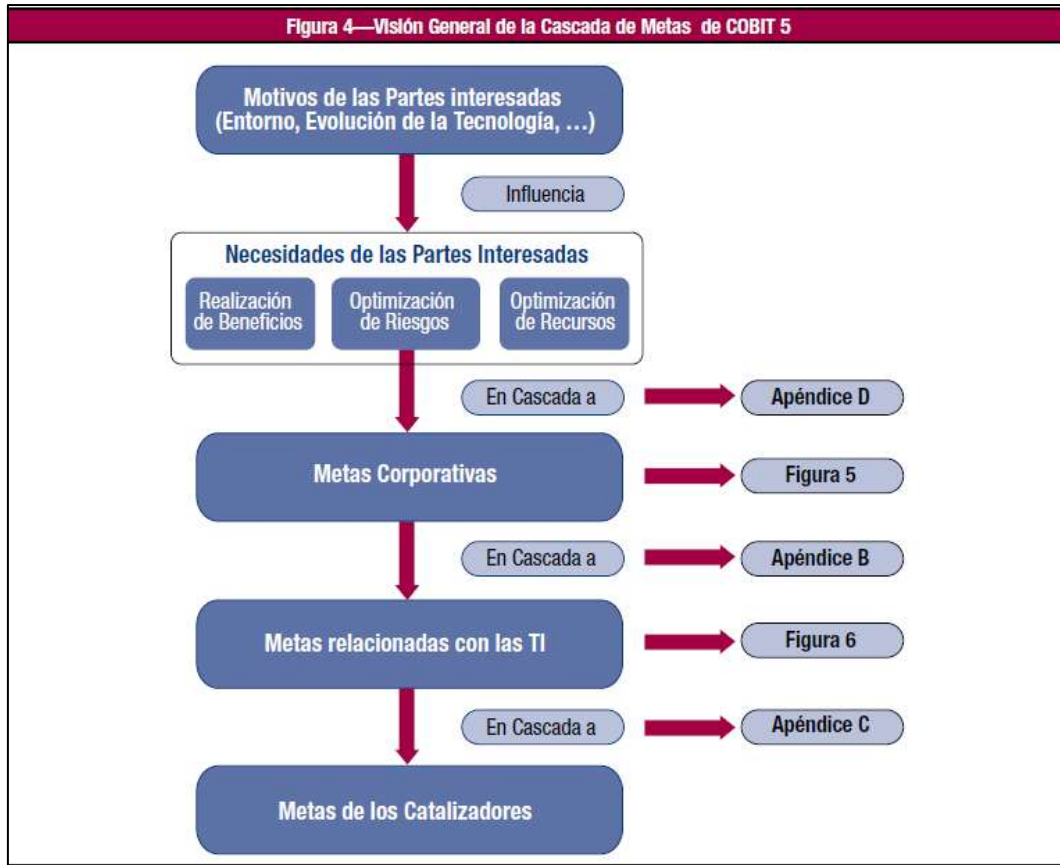 Figura 4—Visión General de la Cascada de Metas de COBIT 5
Motivos de las Partes interesadas
(Entorno, Evolución de la Tecnología, ...)
Influencia
Necesidades de las Partes Interesadas
Realización
de Beneficios
Optimización
de Riesgos
Optimización
de Recursos
En Cascada a
Apéndice D
Metas Corporativas
Figura 5
En Cascada a
Apéndice B
Metas relacionadas con las TI
Figura 6
En Cascada a
Apéndice C
Metas de los Catalizadores